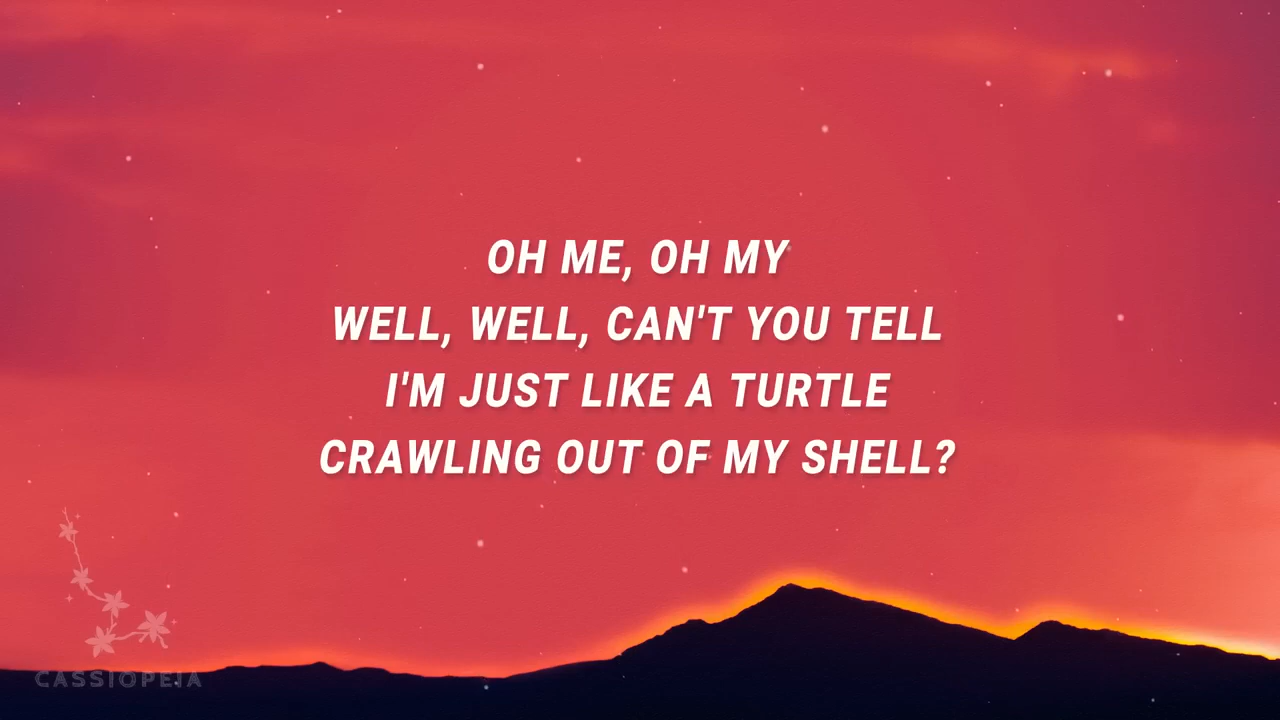 OH ME, OH MY
WELL, WELL, CAN'T YOU TELL
I'M JUST LIKE A TURTLE
CRAWLING OUT OF MY SHELL?
CASSIOPEIA